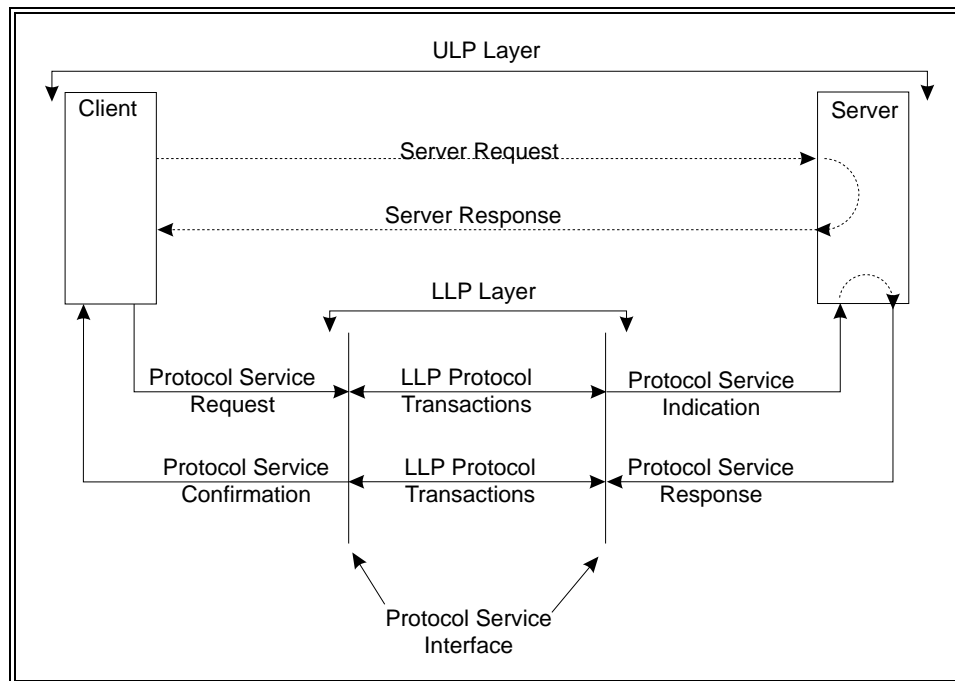 ULP Layer
Client
Server
Server Request
Server Response
LLP Layer
Protocol Service
Request
LLP Protocol
Transactions
Protocol Service
Indication
Protocol Service
Confirmation
LLP Protocol
Transactions
Protocol Service
Response
Protocol Service
Interface